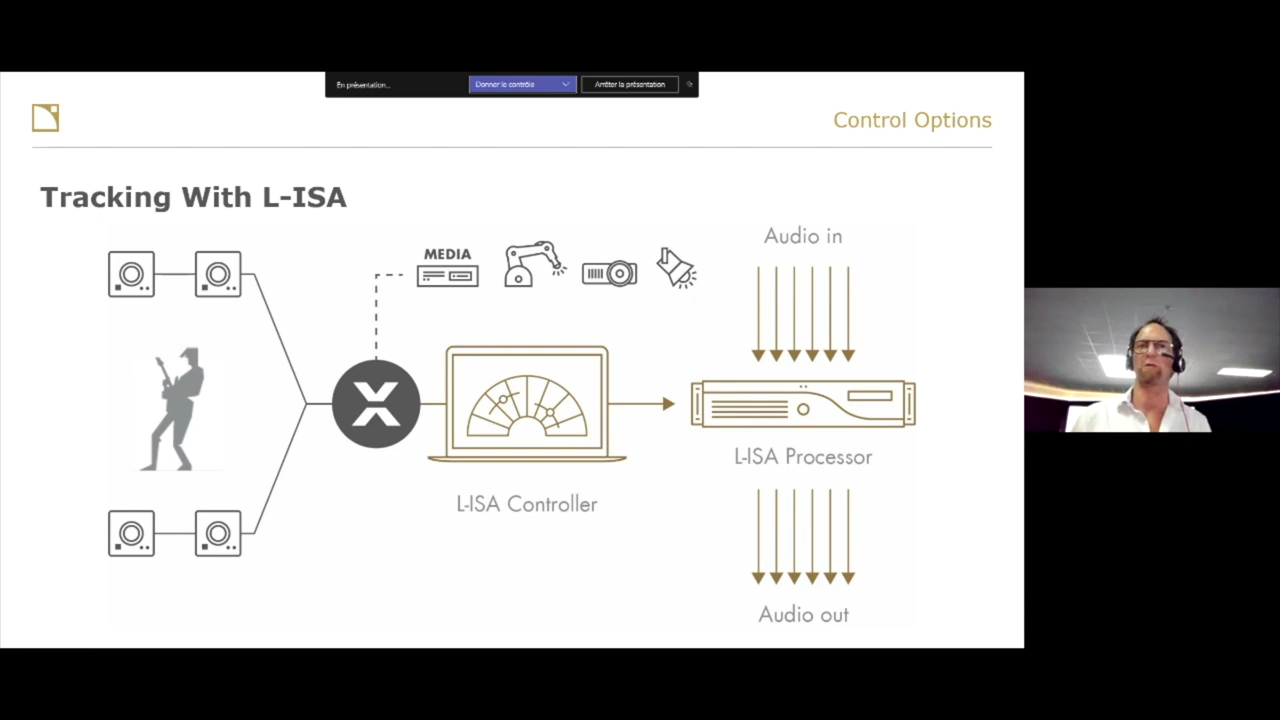 En présentation...
Donner le contrôle
Arrêter la présentation
Control Options
Tracking With L-ISA
MEDIA
Audio in
L-ISA Processor
L-ISA Controller
Audio out